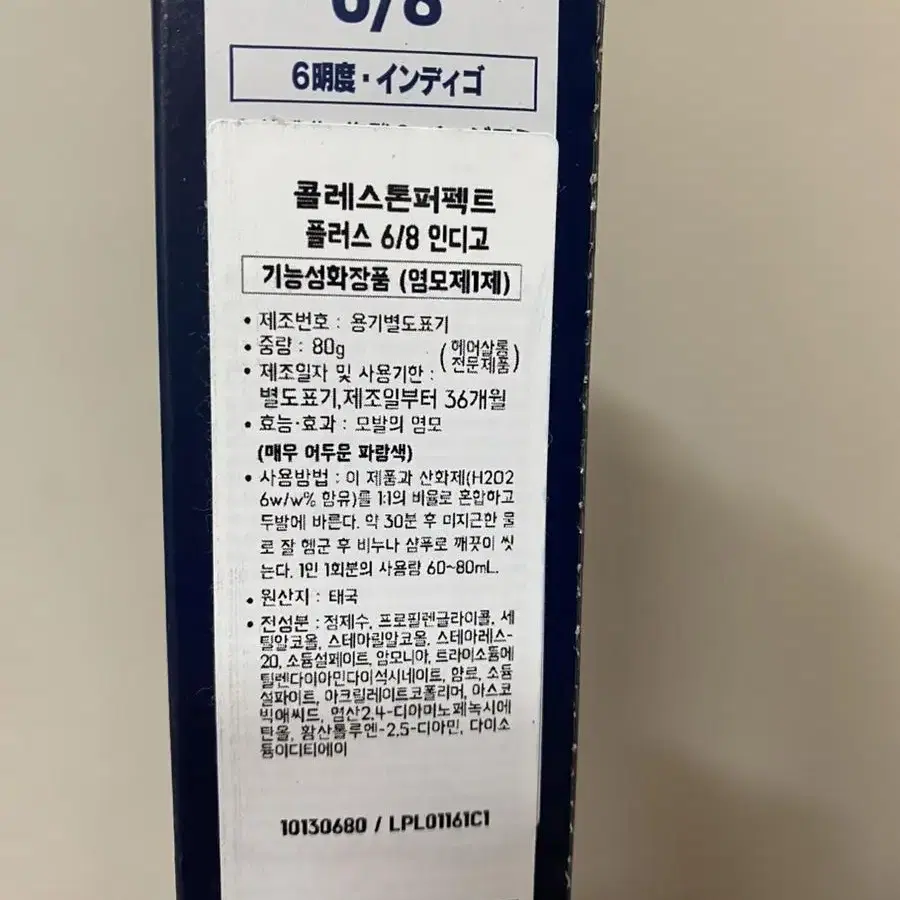 6/8
6明度・インディゴ
콜레스톤퍼펙트
플러스 6/8 인디고
기능성화장품 (염모제1제)
• 제조번호 : 용기별도표기
• 중량 : 80g (헤어살롱 전문제품)
• 제조일자 및 사용기한 :
별도표기,제조일부터 36개월
• 효능·효과 : 모발의 염모
(매우 어두운 파랑색)
• 사용방법 : 이 제품과 산화제(H2O2
6w/w% 함유)를 1:1의 비율로 혼합하고
두발에 바른다. 약 30분 후 미지근한 물
로 잘 헹군 후 비누나 샴푸로 깨끗이 씻
는다. 1인 1회분의 사용량 60~80mL.
• 원산지 : 태국
• 전성분 : 정제수, 프로필렌글라이콜, 세
틸알코올, 스테아릴알코올, 스테아레스-
20, 소듐설페이트, 암모니아, 트라이소듐에
틸렌다이아민다이석시네이트, 향료, 소듐
설파이트, 아크릴레이트코폴리머, 아스코
빅애씨드, 염산2,4-디아미노페녹시에
탄올, 황산톨루엔-2,5-디아민, 다이소
듐이디티에이
10130680 / LPL01161C1